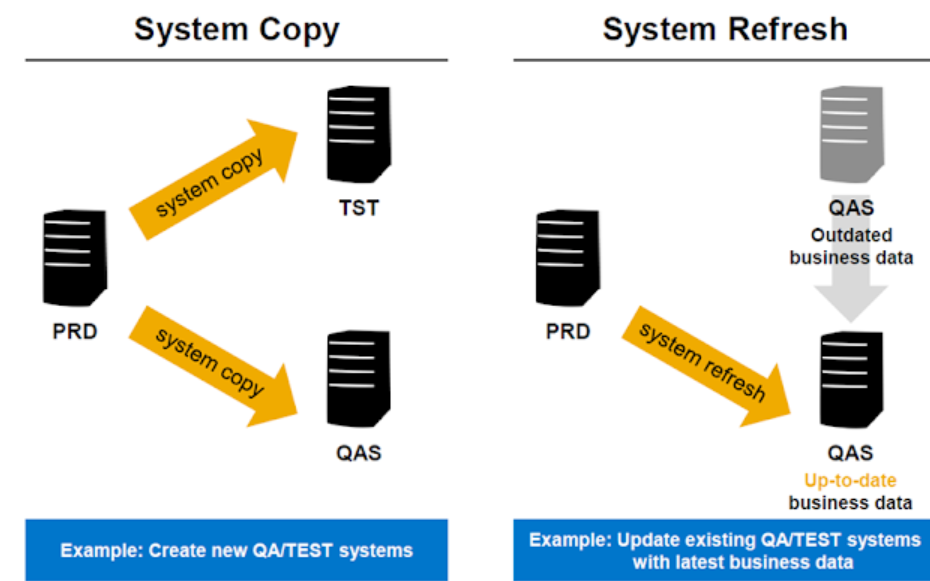 System Copy
system copy
TST
PRD
system copy
QAS
Example: Create new QA/TEST systems
System Refresh
QAS
Outdated
business data
PRD
system refresh
QAS
Up-to-date
business data
Example: Update existing QA/TEST systems
with latest business data